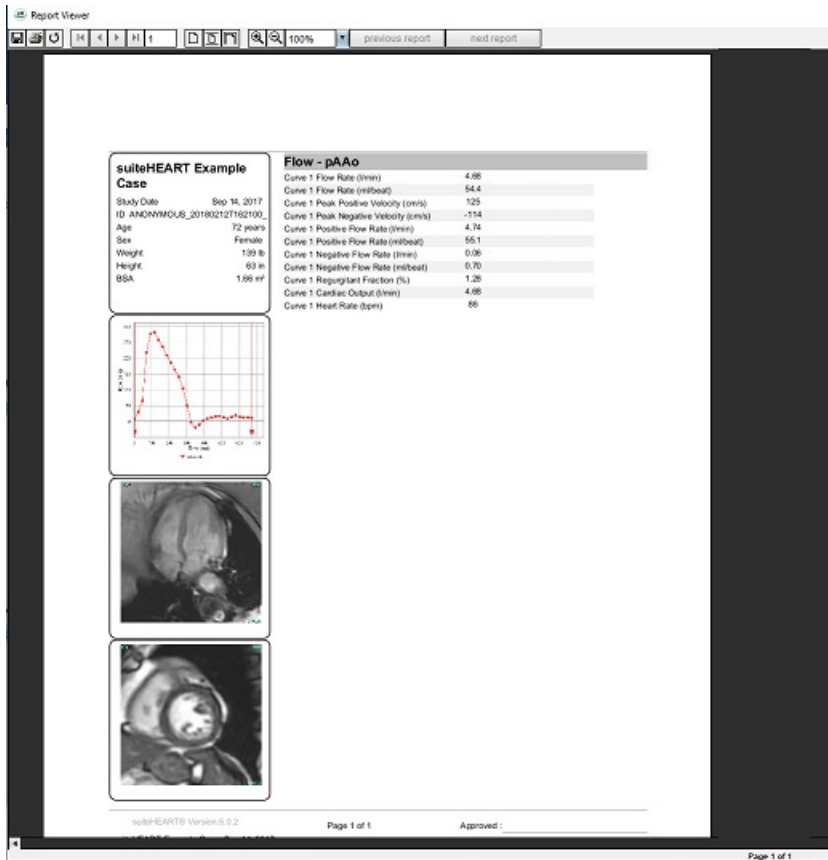 Report Viewer
1
100%
previous report
next report
suiteHEART Example
Case
Study Date Sep 14, 2017
ID ANONYMOUS_20180212T162100_
Age 72 years
Sex Female
Weight 139 lb
Height 63 in
BSA 1.66 m²
Flow - pAAo
Curve 1 Flow Rate (l/min) 4.68
Curve 1 Flow Rate (ml/beat) 54.4
Curve 1 Peak Positive Velocity (cm/s) 125
Curve 1 Peak Negative Velocity (cm/s) -114
Curve 1 Positive Flow Rate(l/min) 4.74
Curve 1 Positive Flow Rate(ml/beat) 55.1
Curve 1 Negative Flow Rate (l/min) 0.06
Curve 1 Negative Flow Rate (ml/beat) 0.70
Curve 1 Regurgitant Fraction (%) 1.28
Curve 1 Cardiac Output (l/min) 4.68
Curve 1 Heart Rate (bpm) 86
suiteHEART® Version 5.0.2
Page 1 of 1
Approved :
Page 1 of 1